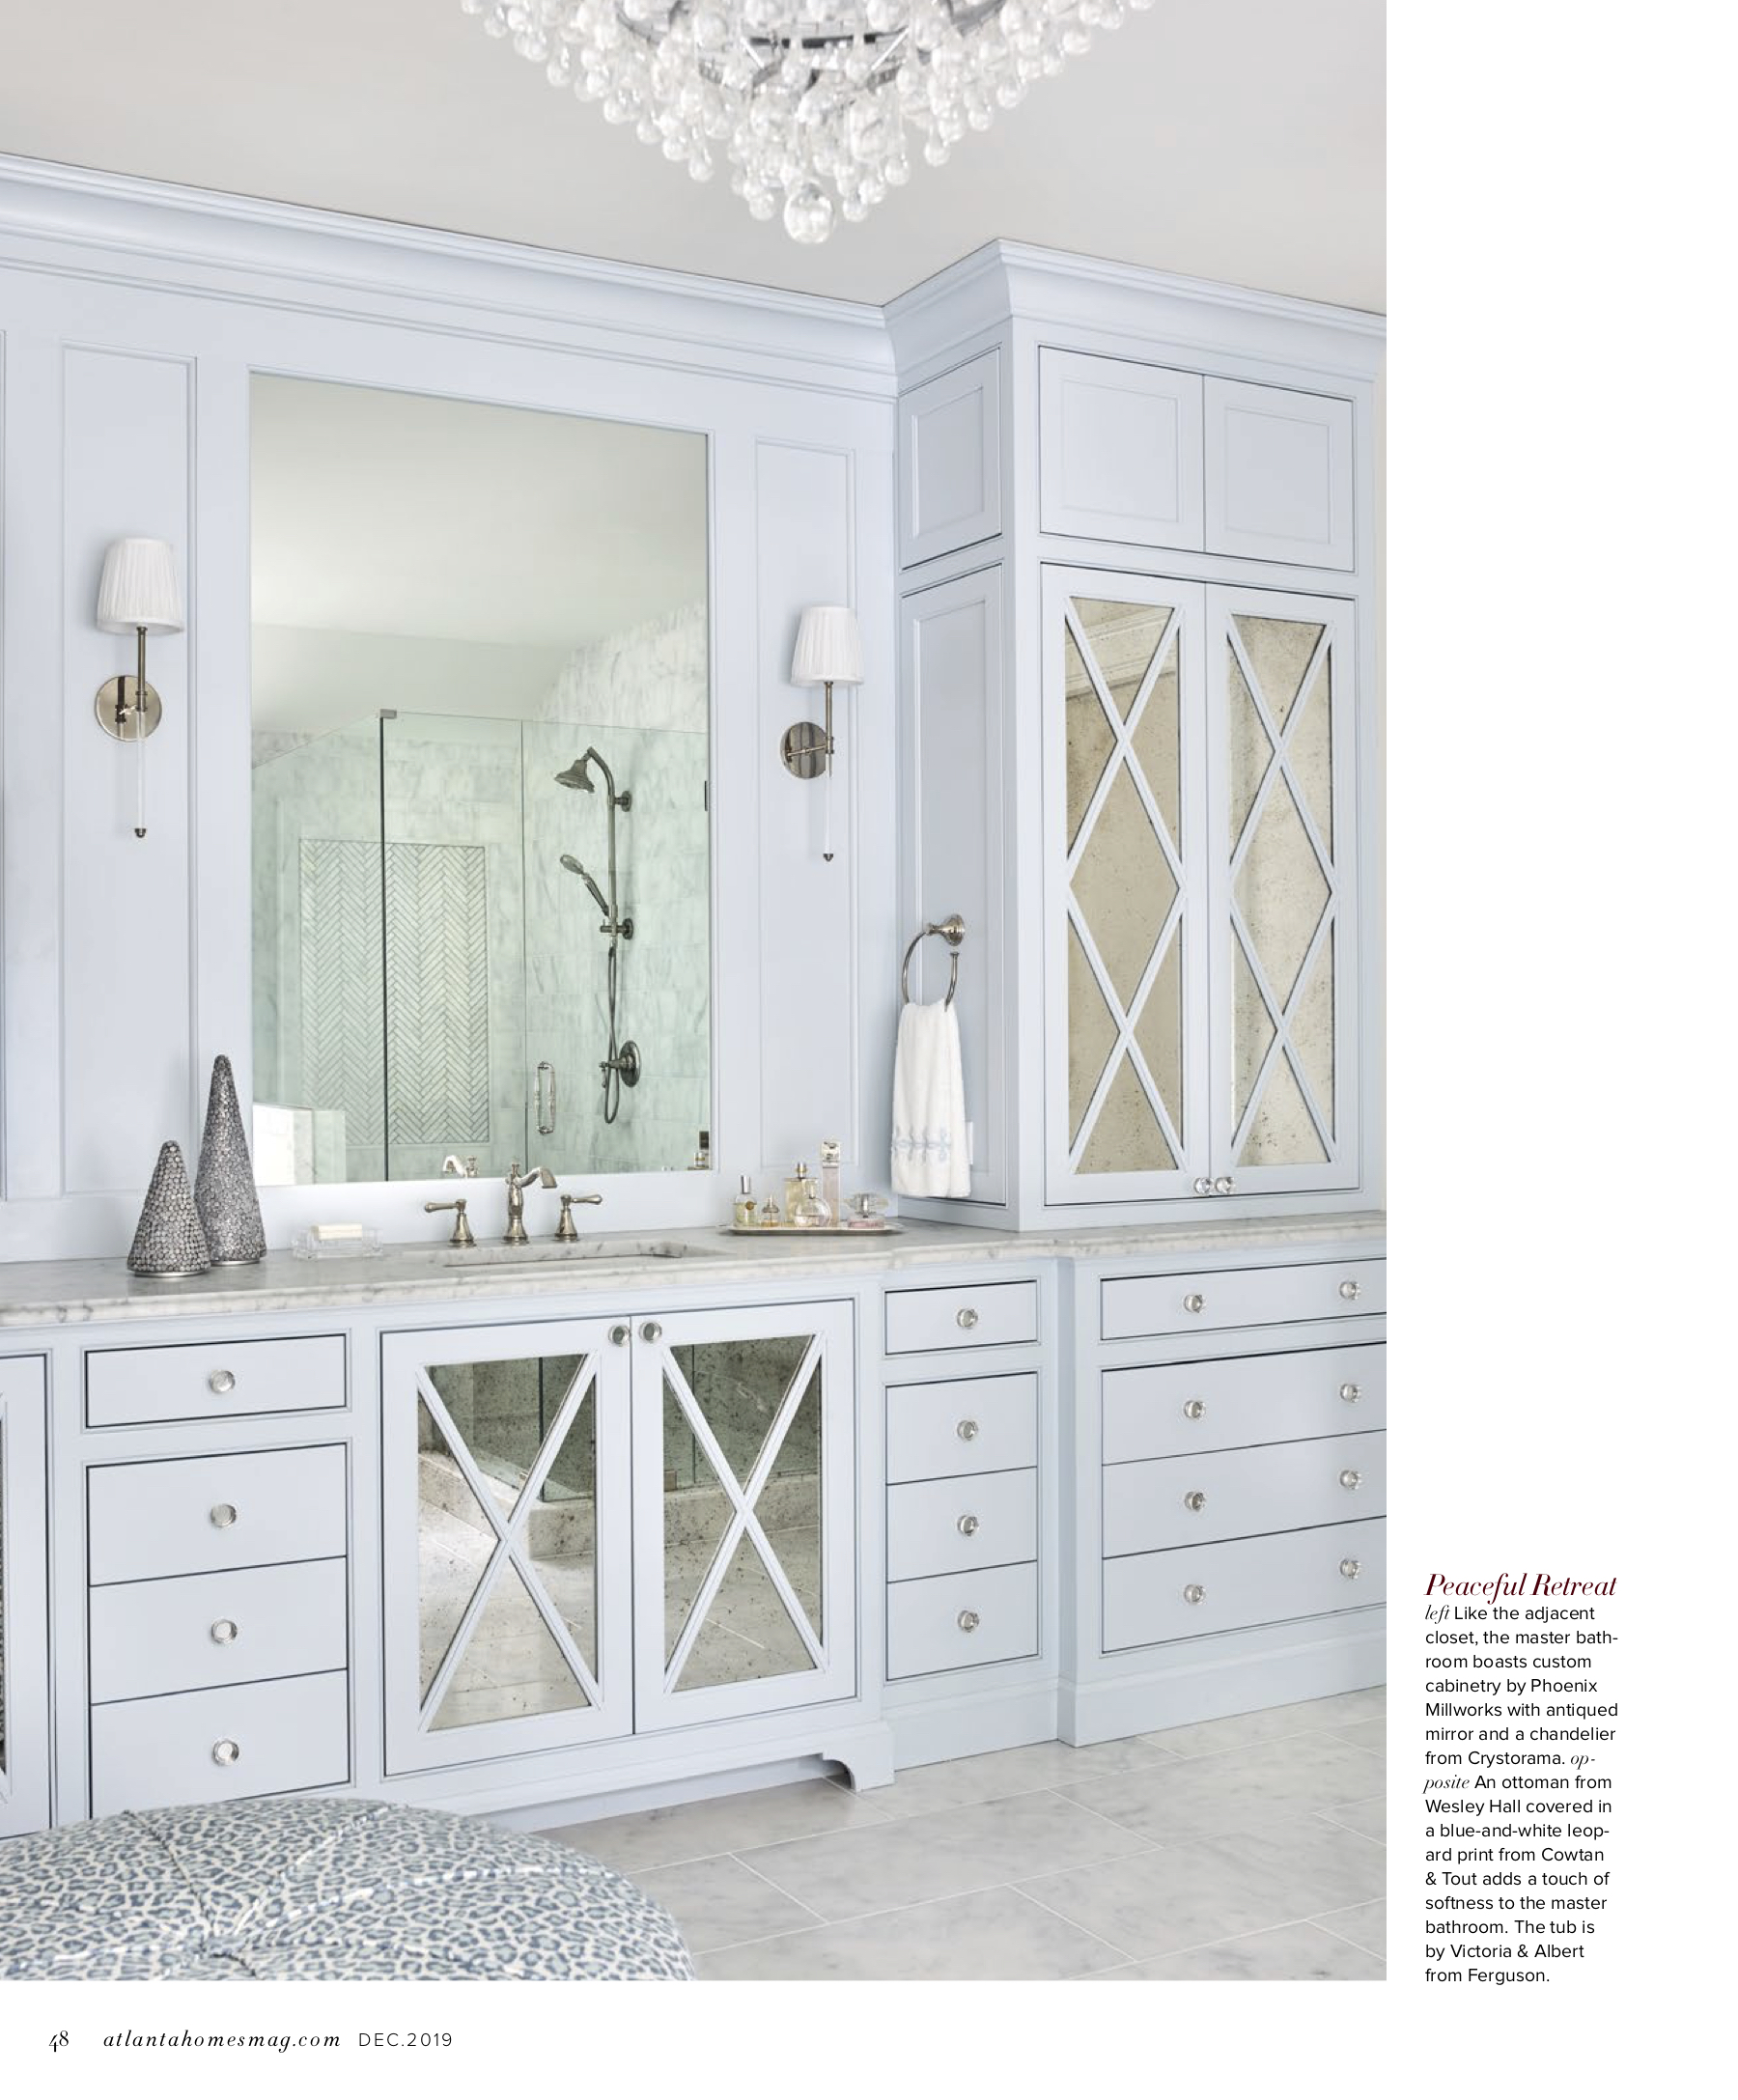 Peaceful Retreat
left Like the adjacent
closet, the master bath-
room boasts custom
cabinetry by Phoenix
Millworks with antiqued
mirror and a chandelier
from Crystorama. op-
posite An ottoman from
Wesley Hall covered in
a blue-and-white leop-
ard print from Cowtan
& Tout adds a touch of
softness to the master
bathroom. The tub is
by Victoria & Albert
from Ferguson.
48 atlantahomesmag.com DEC.2019